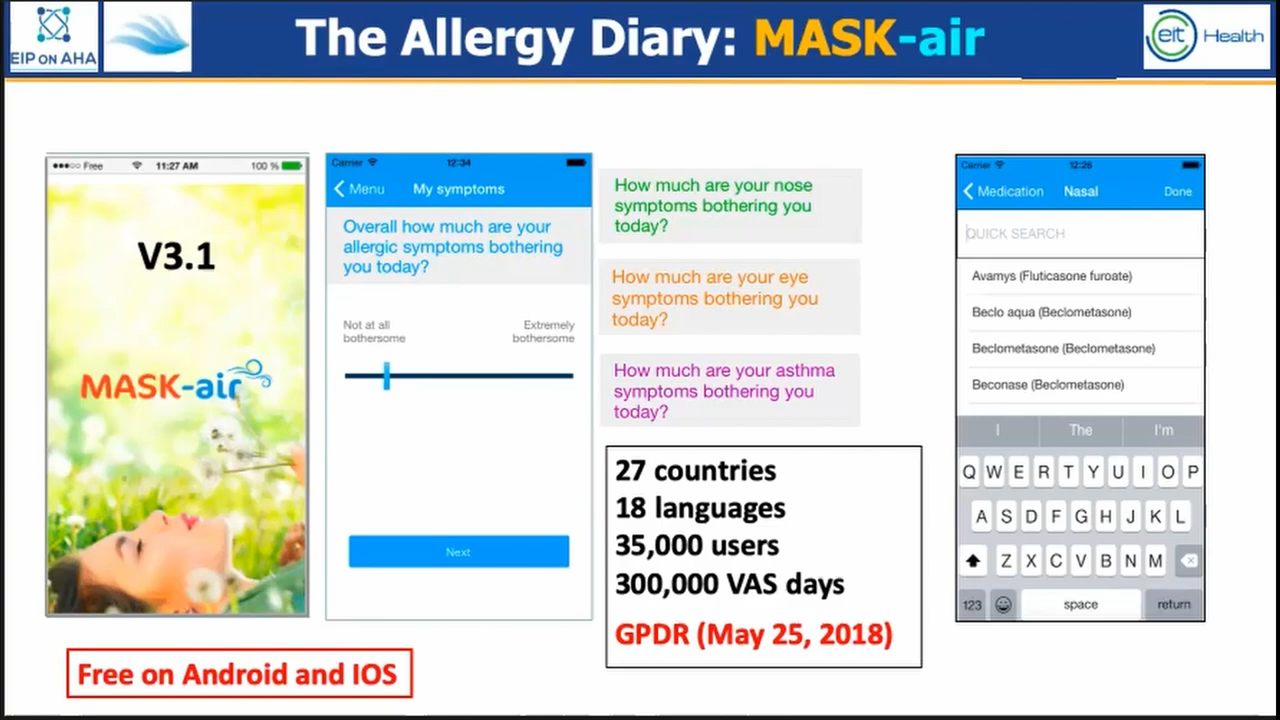 The Allergy Diary: MASK-air
EIP ON AHA
eit Health
Free 11:27 AM 100 %
V3.1
MASK-air
Carrier 12:34
Menu My symptoms
Overall how much are your
allergic symptoms bothering
you today?
Not at all
bothersome
Extremely
bothersome
Next
How much are your nose
symptoms bothering you
today?
How much are your eye
symptoms bothering you
today?
How much are your asthma
symptoms bothering you
today?
27 countries
18 languages
35,000 users
300,000 VAS days
GPDR (May 25, 2018)
Carrier 12:26
Medication Nasal Done
QUICK SEARCH
Avamys (Fluticasone furoate)
Beclo aqua (Beclometasone)
Beclometasone (Beclometasone)
Beconase (Beclometasone)
I The I'm
Q W E R T Y U I O P
A S D F G H J K L
Z X C V B N M
123 space return
Free on Android and IOS